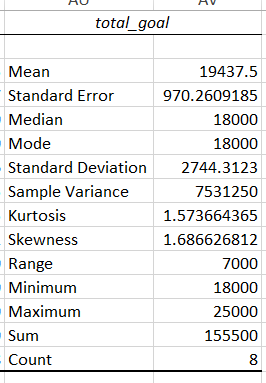 AU AV
total_goal
Mean 19437.5
Standard Error 970.2609185
Median 18000
Mode 18000
Standard Deviation 2744.3123
Sample Variance 7531250
Kurtosis 1.573664365
Skewness 1.686626812
Range 7000
Minimum 18000
Maximum 25000
Sum 155500
Count 8